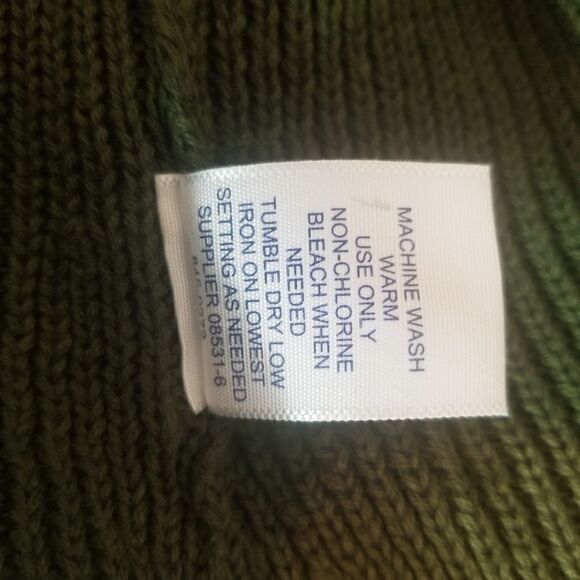 MACHINE WASH
WARM
USE ONLY
NON-CHLORINE
BLEACH WHEN
NEEDED
TUMBLE DRY LOW
IRON ON LOWEST
SETTING AS NEEDED
SUPPLIER 08531-6